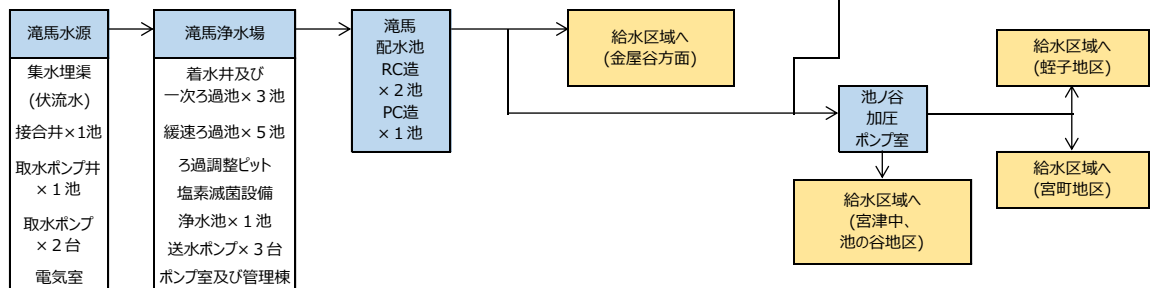 滝馬水源
集水埋渠
(伏流水)
接合井×1池
取水ポンプ井
×１池
取水ポンプ
×２台
電気室
滝馬浄水場
着水井及び
一次ろ過池×３池
緩速ろ過池×５池
ろ過調整ピット
塩素滅菌設備
浄水池×１池
送水ポンプ×３台
ポンプ室及び管理棟
滝馬
配水池
RC造
×２池
PC造
×１池
給水区域へ
(金屋谷方面)
池ノ谷
加圧
ポンプ室
給水区域へ
(宮津中、
池の谷地区)
給水区域へ
(蛭子地区)
給水区域へ
(宮町地区)